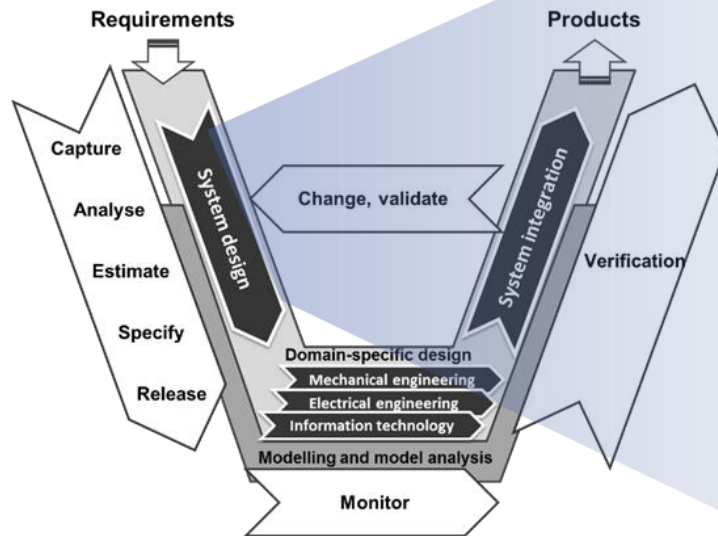 Requirements
Products
Capture
Analyse
Estimate
Specify
Release
System design
Change, validate
System integration
Verification
Domain-specific design
Mechanical engineering
Electrical engineering
Information technology
Modelling and model analysis
Monitor